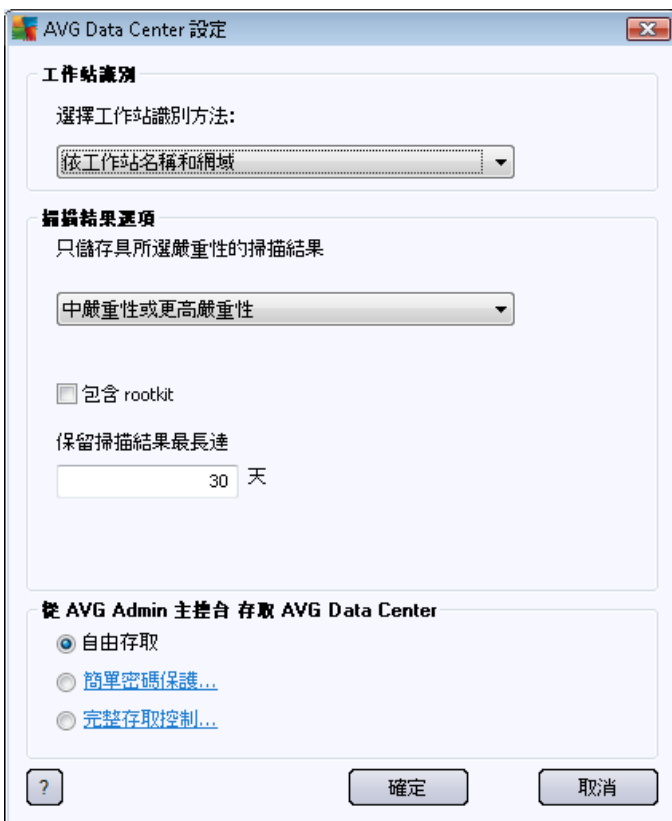 AVG Data Center 設定
工作站識別
選擇工作站識別方法:
依工作站名稱和網域
掃描結果選項
只儲存具所選嚴重性的掃描結果
中嚴重性或更高嚴重性
包含 rootkit
保留掃描結果最長達
30 天
從 AVG Admin 主控台 存取 AVG Data Center
自由存取
簡單密碼保護...
完整存取控制...
? 確定 取消